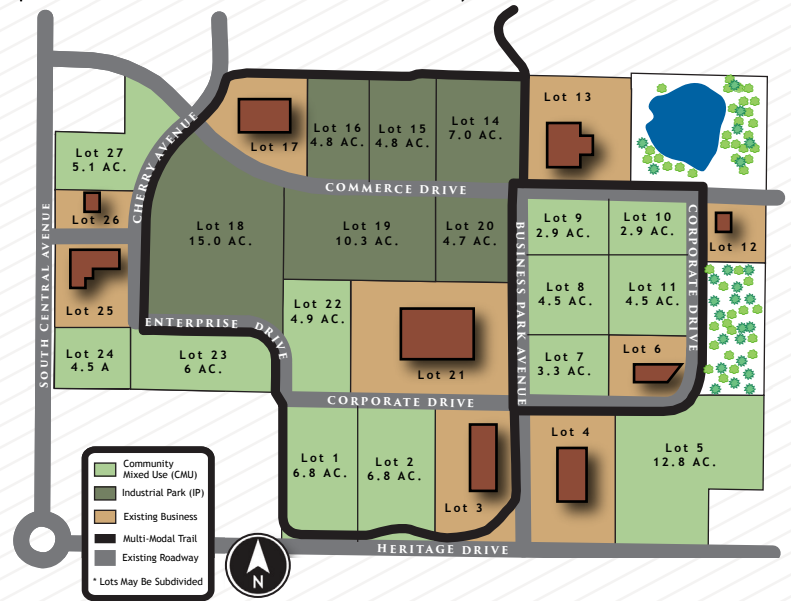 Lot 13
Lot 14
7.0 AC.
Lot 16
4.8 AC.
Lot 15
4.8 AC.
Lot 17
Lot 27
5.1 AC.
CHERRY AVENUE
COMMERCE DRIVE
Lot 26
SOUTH CENTRAL AVENUE
Lot 18
15.0 AC.
Lot 19
10.3 AC.
Lot 20
4.7 AC.
BUSINESS PARK AVENUE
Lot 9
2.9 AC.
Lot 10
2.9 AC.
CORPORATE DRIVE
Lot 12
Lot 8
4.5 AC.
Lot 11
4.5 AC.
Lot 25
Lot 22
4.9 AC.
ENTERPRISE DRIVE
Lot 24
4.5 A
Lot 23
6 AC.
Lot 21
Lot 7
3.3 AC.
Lot 6
CORPORATE DRIVE
Lot 1
6.8 AC.
Lot 2
6.8 AC.
Lot 3
Lot 4
Lot 5
12.8 AC.
HERITAGE DRIVE
Community
Mixed Use (CMU)
Industrial Park (IP)
Existing Business
Multi-Modal Trail
Existing Roadway
* Lots May Be Subdivided
N